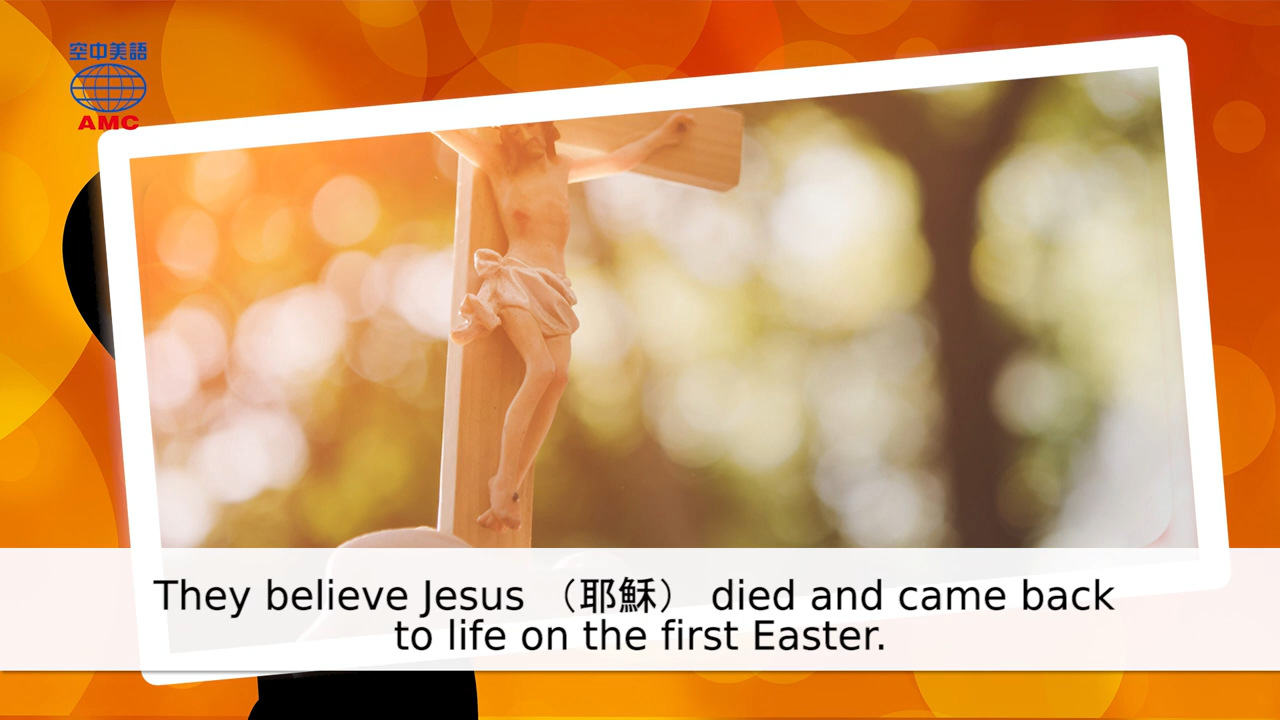 空中美語
AMC
They believe Jesus （耶穌） died and came back
to life on the first Easter.